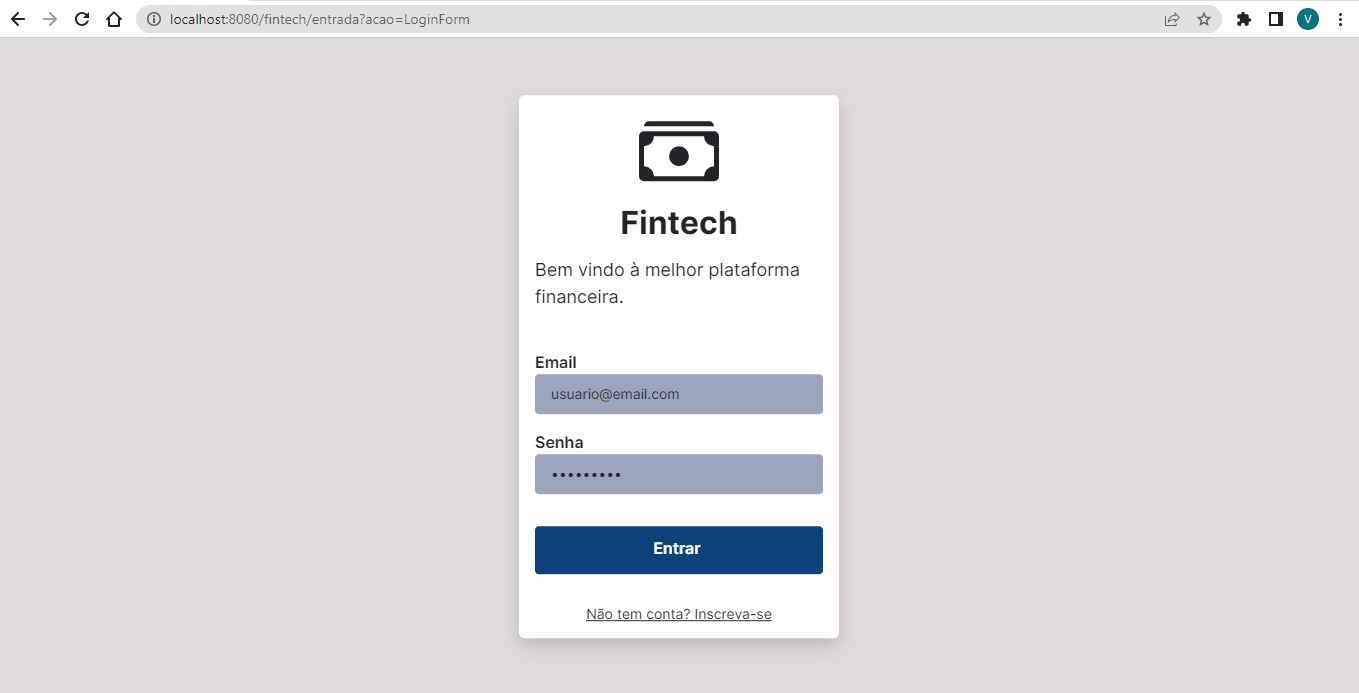 localhost:8080/fintech/entrada?acao=LoginForm
V
Fintech
Bem vindo à melhor plataforma
financeira.
Email
usuario@email.com
Senha
•••••••••
Entrar
Não tem conta? Inscreva-se